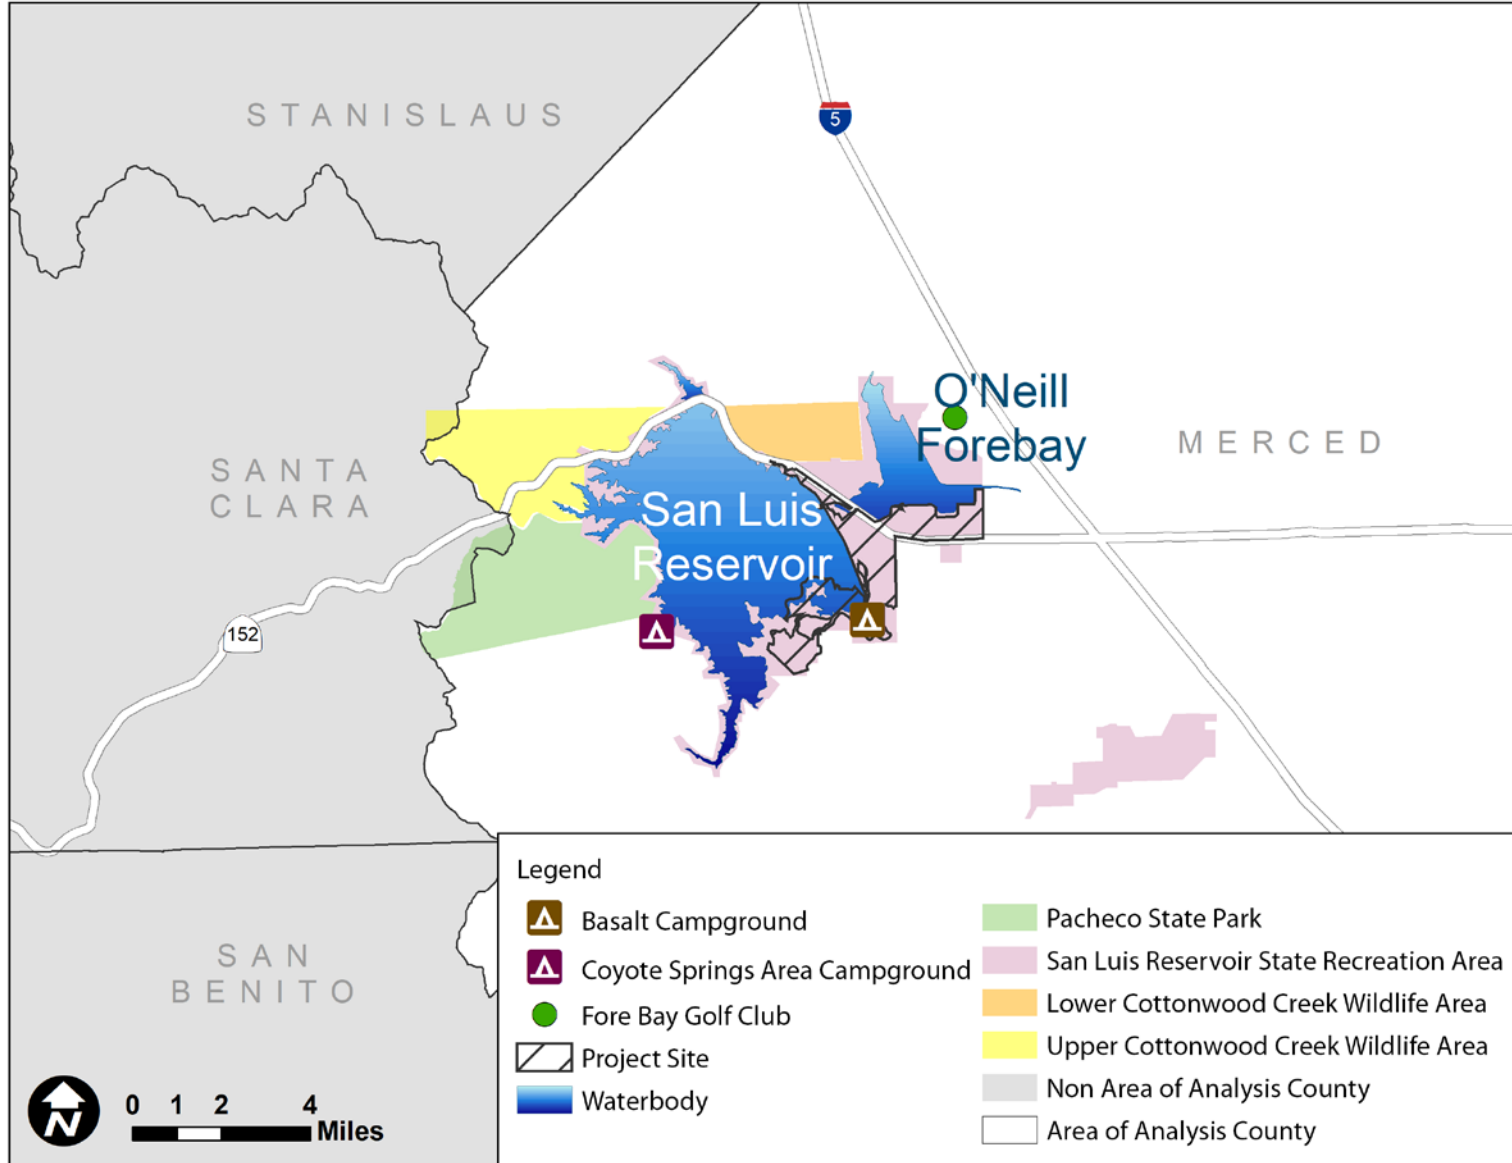 STANISLAUS
5
O'Neill
Forebay
MERCED
SANTA
CLARA
San Luis
Reservoir
152
SAN
BENITO
Legend
Basalt Campground
Coyote Springs Area Campground
Fore Bay Golf Club
Project Site
Waterbody
Pacheco State Park
San Luis Reservoir State Recreation Area
Lower Cottonwood Creek Wildlife Area
Upper Cottonwood Creek Wildlife Area
Non Area of Analysis County
Area of Analysis County
N
0 1 2 4
Miles